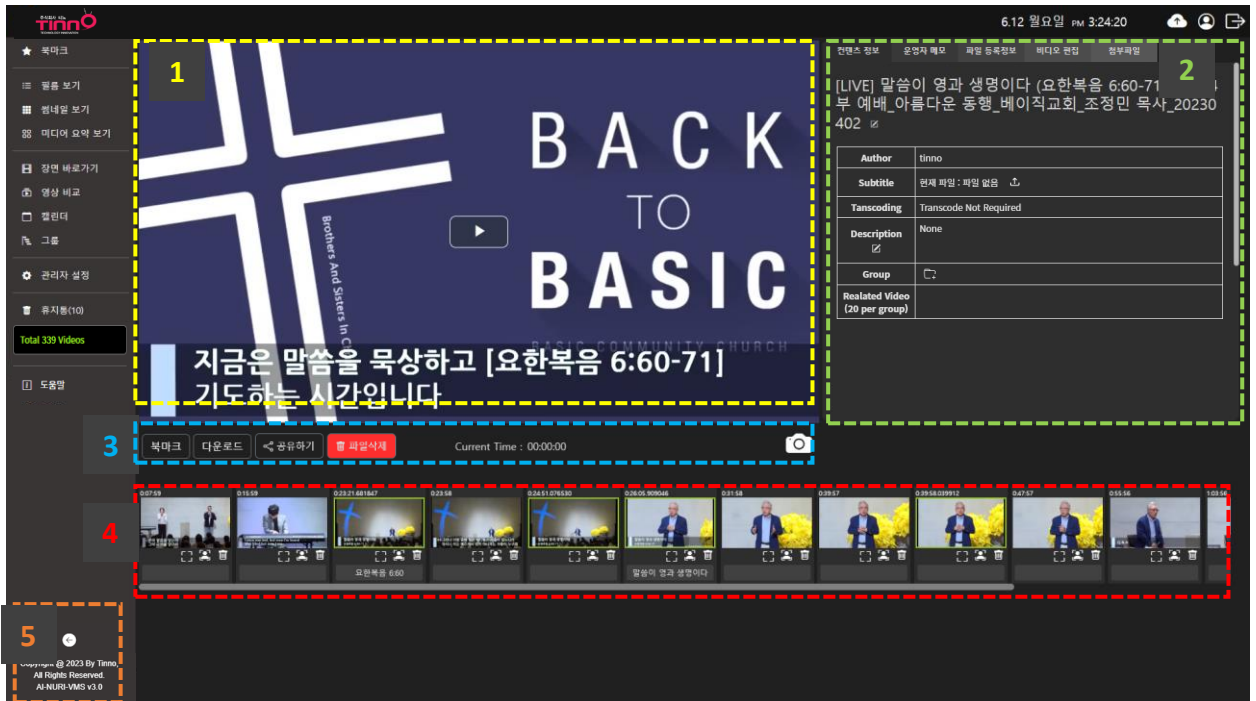 주식회사 티노
Tinno
TECHNOLOGY INNOVATION
6.12 월요일 PM 3:24:20
북마크
필름 보기
썸네일 보기
미디어 요약 보기
장면 바로가기
영상 비교
캘린더
그룹
관리자 설정
휴지통(10)
Total 339 Videos
도움말
1
BACK
TO
BASIC
BASIC COMMUNITY CHURCH
Brothers And Sisters In C
지금은 말씀을 묵상하고 [요한복음 6:60-71]
기도하는 시간입니다
컨텐츠 정보 운영자 메모 파일 등록정보 비디오 편집 첨부파일
2
[LIVE] 말씀이 영과 생명이다 (요한복음 6:60-71 4
부 예배_아름다운 동행_베이직교회_조정민 목사_20230
402
Author tinno
Subtitle 현재 파일 : 파일 없음
Tanscoding Transcode Not Required
Description None
Group
Realated Video
(20 per group)
3
북마크 다운로드 공유하기 파일삭제 Current Time : 00:00:00
4
0:07:59 0:15:59 0:23:21.681847 0:23:58 0:24:51.076530 0:26:05.909046 0:31:58 0:39:57 0:39:58.039912 0:47:57 0:55:56 1:03:56
요한복음 6:60 말씀이 영과 생명이다
5
Copyright @ 2023 By Tinno,
All Rights Reserved.
AI-NURI-VMS v3.0